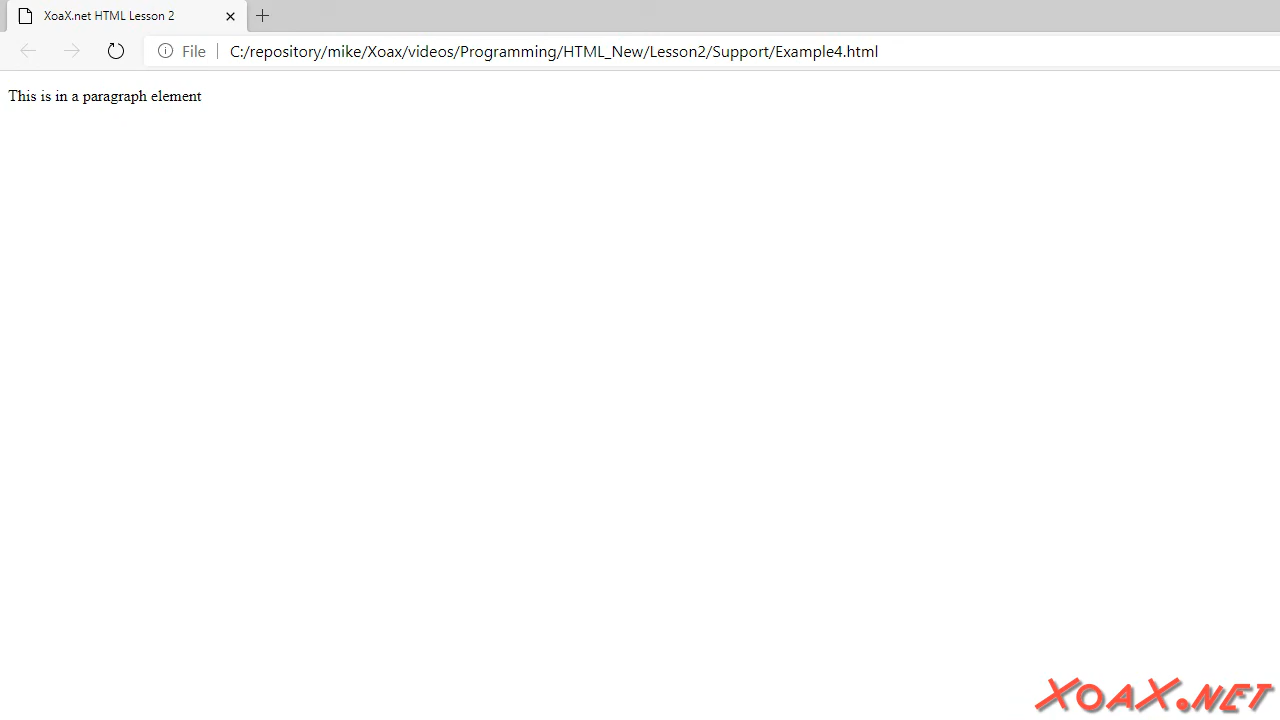 XoaX.net HTML Lesson 2
File C:/repository/mike/Xoax/videos/Programming/HTML_New/Lesson2/Support/Example4.html
This is in a paragraph element
XOAX.NET